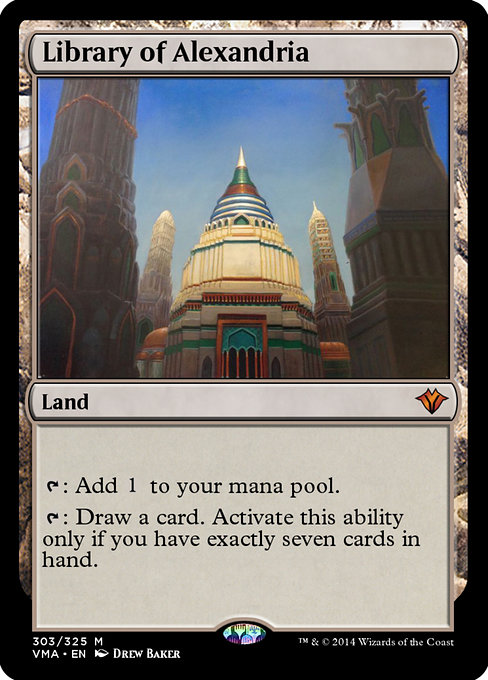 Library of Alexandria
Land
: Add 1 to your mana pool.
: Draw a card. Activate this ability
only if you have exactly seven cards in
hand.
303/325 M
VMA • EN Drew Baker
™ & © 2014 Wizards of the Coast